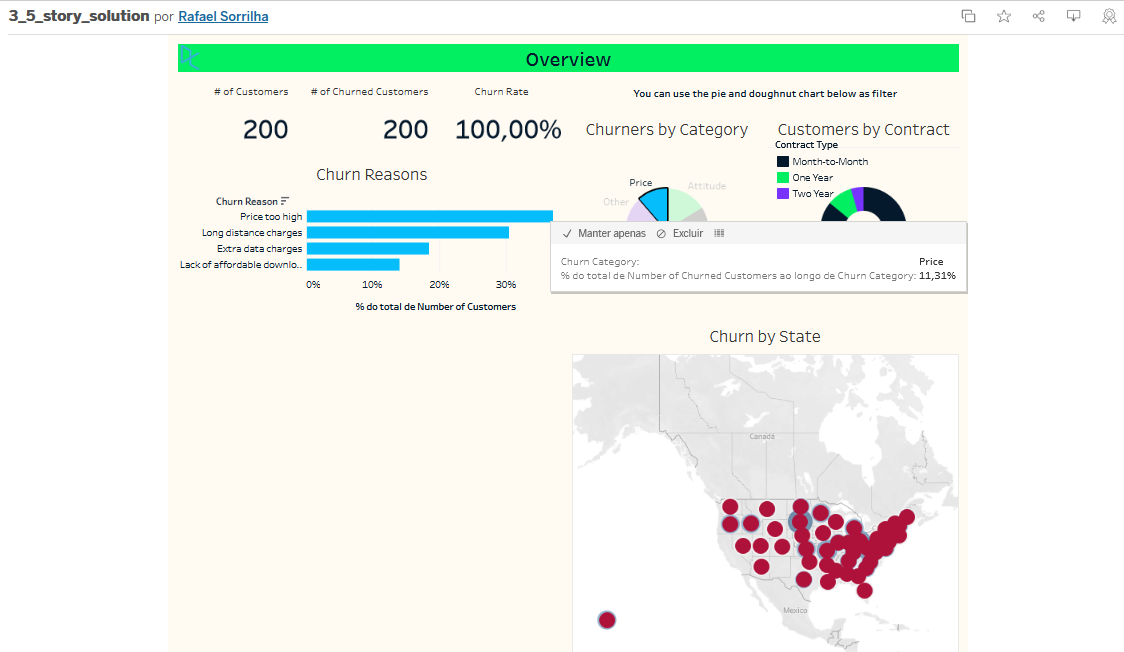 3_5_story_solution por Rafael Sorrilha
Overview
# of Customers
# of Churned Customers
Churn Rate
You can use the pie and doughnut chart below as filter
200
200
100,00%
Churners by Category
Customers by Contract
Contract Type
Month-to-Month
One Year
Two Year
Price
Attitude
Other
Churn Reasons
Churn Reason
Price too high
Long distance charges
Extra data charges
Lack of affordable downlo..
0%
10%
20%
30%
% do total de Number of Customers
Manter apenas
Excluir
Churn Category: Price
% do total de Number of Churned Customers ao longo de Churn Category: 11,31%
Churn by State
Canada
Mexico